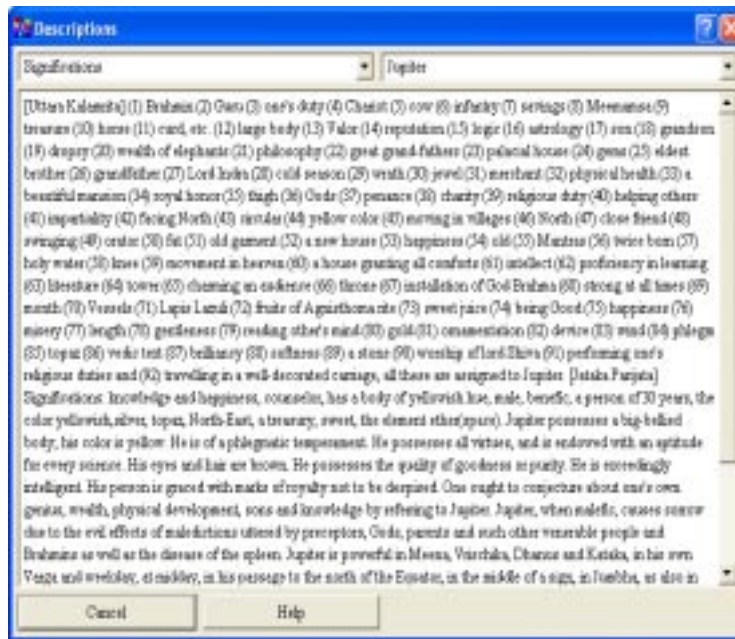 Descriptions
Significations Jupiter
[Uttara Kalamrita] (1) Brahmin (2) Guru (3) one's duty (4) Chariot (5) cow (6) infantry (7) savings (8) Meemamsa (9)
treasure (10) horse (11) curd, etc. (12) large body (13) Valor (14) reputation (15) logic (16) astrology (17) son (18) grandson
(19) dropsy (20) wealth of elephants (21) philosophy (22) great grand-fathers (23) palacial house (24) gems (25) eldest
brother (26) grandfather (27) Lord Indra (28) cold season (29) wrath (30) jewel (31) merchant (32) physical health (33) a
beautiful mansion (34) royal honor (35) thigh (36) Gods (37) penance (38) charity (39) religious duty (40) helping others
(41) impartiality (42) facing North (43) circular (44) yellow color (45) moving in villages (46) North (47) close friend (48)
swinging (49) orator (50) fat (51) old garment (52) a new house (53) happiness (54) old (55) Mantras (56) twice born (57)
holy water (58) knee (59) movement in heaven (60) a house granting all comforts (61) intellect (62) proficiency in learning
(63) literature (64) tower (65) charming an audience (66) throne (67) installation of God Brahma (68) strong at all times (69)
month (70) Vessels (71) Lapis Lazuli (72) fruits of Agnisthoma rite (73) sweet juice (74) being Good (75) happiness (76)
misery (77) length (78) gentleness (79) reading other's mind (80) gold (81) ornamentation (82) device (83) wind (84) phlegm
(85) topaz (86) vedic text (87) brilliancy (88) softness (89) a stone (90) worship of lord Shiva (91) performing one's
religious duties and (92) travelling in a well-decorated carriage, all these are assigned to Jupiter. [Jataka Parijata]
Significations: knowledge and happiness, counselor, has a body of yellowish hue, male, benefic, a person of 30 years, the
color yellowish, silver, topaz, North-East, a treasury, sweet, the element ether(space). Jupiter possesses a big-bellied
body, his color is yellow. He is of a phlegmatic temperament. He possesses all virtues, and is endowed with an aptitude
for every science. His eyes and hair are brown. He possesses the quality of goodness or purity. He is exceedingly
intelligent. His person is graced with marks of royalty not to be despised. One ought to conjecture about one's own
genius, wealth, physical development, sons and knowledge by refering to Jupiter. Jupiter, when malefic, causes sorrow
due to the evil effects of maledictions uttered by preceptors, Gods, parents and such other venerable people and
Brahmins as well as the disease of the spleen. Jupiter is powerful in Meena, Vrischika, Dhanus and Kataka, in his own
Varga and weekday, at midday, in his passage to the north of the Equator, in the middle of a sign, in Kumbha, as also in
Cancel Help